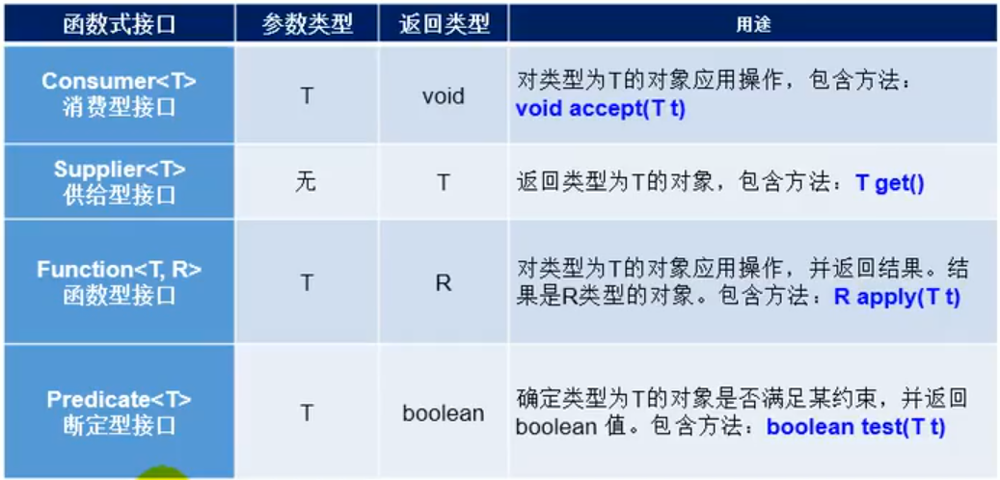 函数式接口 参数类型 返回类型 用途
Consumer<T>
消费型接口
T
void
对类型为T的对象应用操作，包含方法：
void accept(T t)
Supplier<T>
供给型接口
无
T
返回类型为T的对象，包含方法：T get()
Function<T, R>
函数型接口
T
R
对类型为T的对象应用操作，并返回结果。结
果是R类型的对象。包含方法：R apply(T t)
Predicate<T>
断定型接口
T
boolean
确定类型为T的对象是否满足某约束，并返回
boolean 值。包含方法：boolean test(T t)